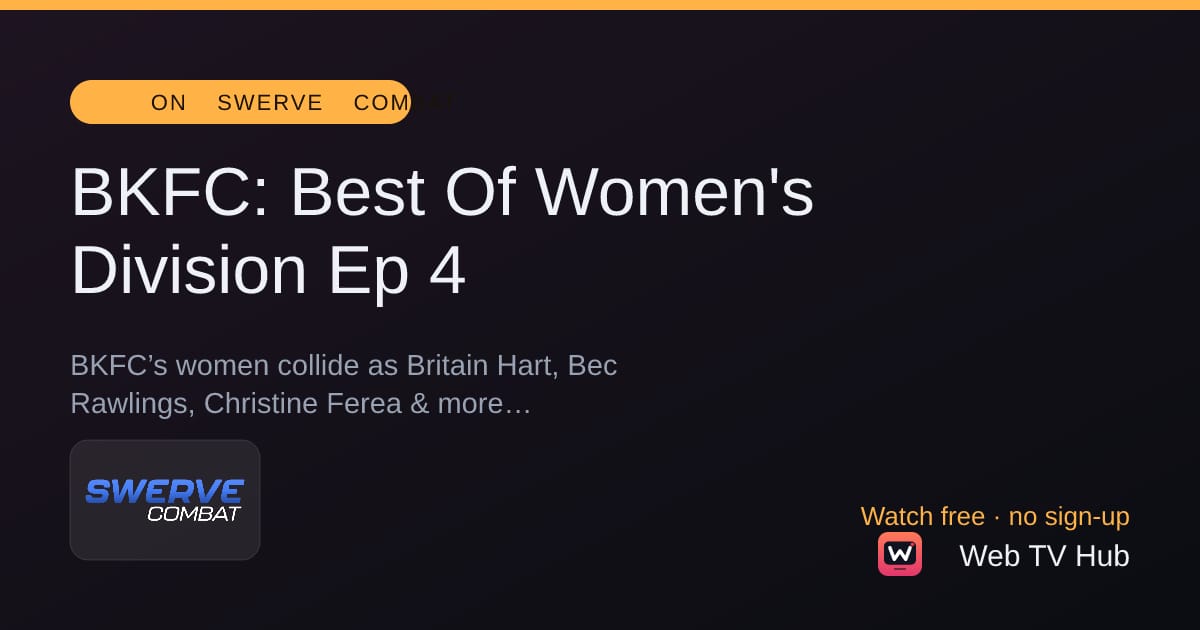 ON SWERVE COMBAT
BKFC: Best Of Women's
Division Ep 4
BKFC’s women collide as Britain Hart, Bec
Rawlings, Christine Ferea & more…
SWERVE
COMBAT
Watch free · no sign-up
W
Web TV Hub